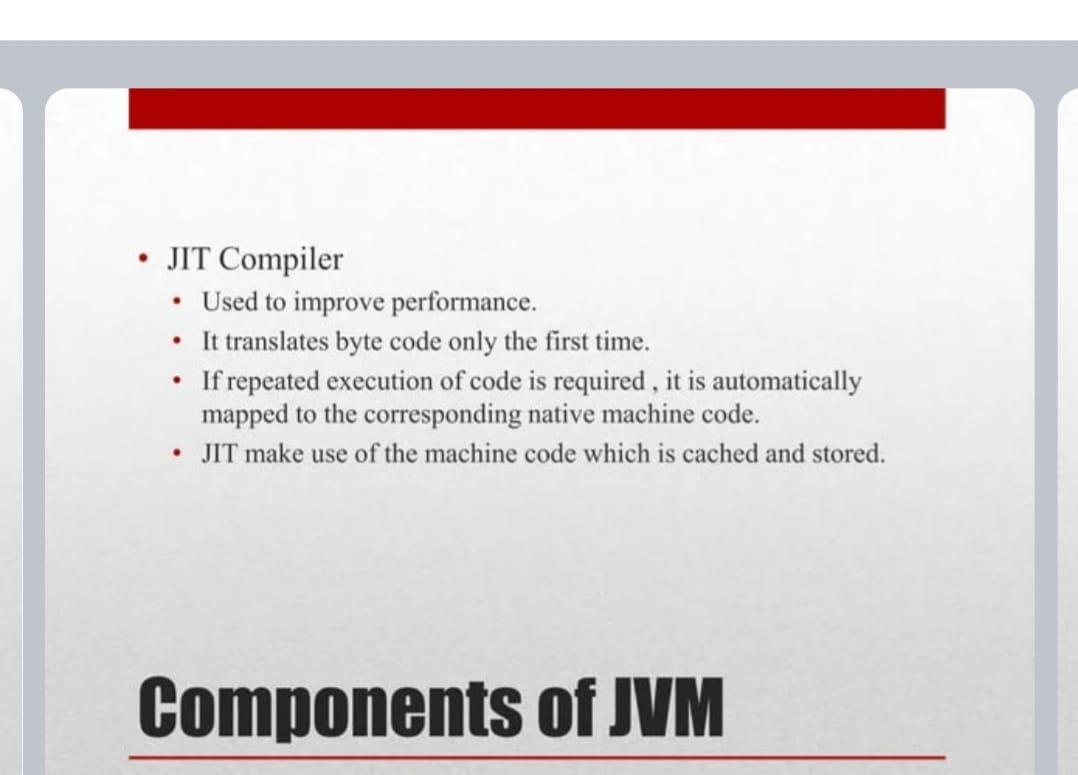 • JIT Compiler
• Used to improve performance.
• It translates byte code only the first time.
• If repeated execution of code is required , it is automatically
mapped to the corresponding native machine code.
• JIT make use of the machine code which is cached and stored.
Components of JVM